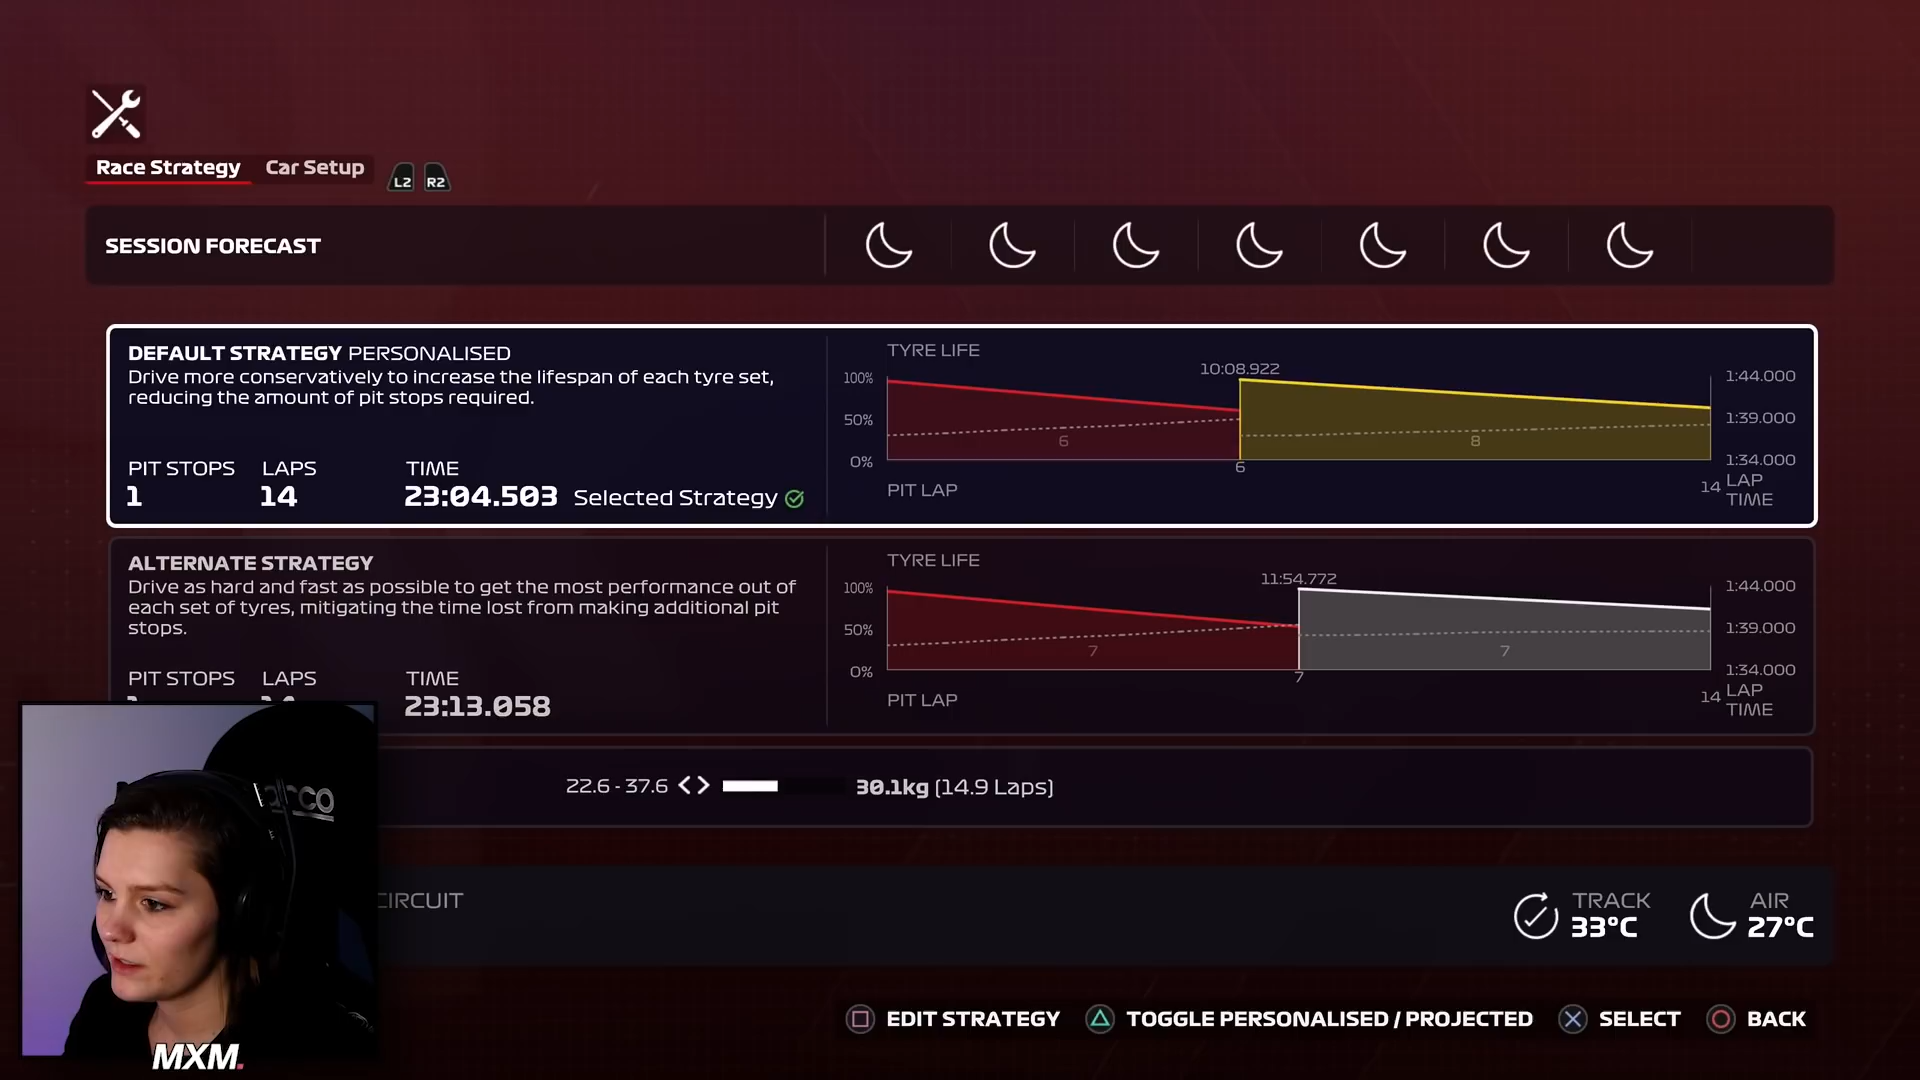 Race Strategy Car Setup L2 R2
SESSION FORECAST
DEFAULT STRATEGY PERSONALISED
Drive more conservatively to increase the lifespan of each tyre set,
reducing the amount of pit stops required.
PIT STOPS LAPS TIME
1 14 23:04.503 Selected Strategy
TYRE LIFE
10:08.922
100% 1:44.000
50% 1:39.000
6 8
0% 1:34.000
6
PIT LAP 14 LAP
TIME
ALTERNATE STRATEGY
Drive as hard and fast as possible to get the most performance out of
each set of tyres, mitigating the time lost from making additional pit
stops.
PIT STOPS LAPS TIME
23:13.058
TYRE LIFE
11:54.772
100% 1:44.000
50% 1:39.000
7 7
0% 1:34.000
7
PIT LAP 14 LAP
TIME
22.6 - 37.6 30.1kg (14.9 Laps)
CIRCUIT
TRACK
33°C
AIR
27°C
EDIT STRATEGY TOGGLE PERSONALISED / PROJECTED SELECT BACK
MXM.